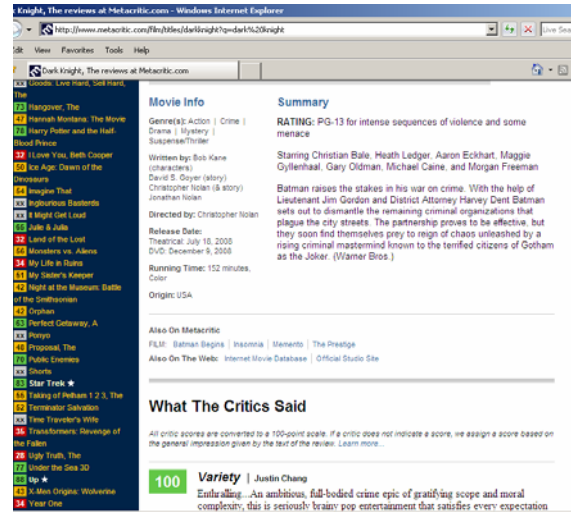 k Knight, The reviews at Metacritic.com - Windows Internet Explorer
http://www.metacritic.com/film/titles/darkknight?q=dark%20knight
Live Sea
dit View Favorites Tools Help
Dark Knight, The reviews at Metacritic.com
xx Goods: Live Hard, Sell Hard,
The
73 Hangover, The
47 Hannah Montana: The Movie
78 Harry Potter and the Half-
Blood Prince
32 I Love You, Beth Cooper
50 Ice Age: Dawn of the
Dinosaurs
54 Imagine That
xx Inglourious Basterds
xx It Might Get Loud
66 Julie & Julia
32 Land of the Lost
56 Monsters vs. Aliens
34 My Life in Ruins
51 My Sister's Keeper
42 Night at the Museum: Battle
of the Smithsonian
42 Orphan
63 Perfect Getaway, A
xx Ponyo
48 Proposal, The
70 Public Enemies
xx Shorts
83 Star Trek ★
55 Taking of Pelham 1 2 3, The
52 Terminator Salvation
xx Time Traveler's Wife
35 Transformers: Revenge of
the Fallen
28 Ugly Truth, The
77 Under the Sea 3D
88 Up ★
43 X-Men Origins: Wolverine
34 Year One
Movie Info
Genre(s): Action | Crime |
Drama | Mystery |
Suspense/Thriller
Written by: Bob Kane
(characters)
David S. Goyer (story)
Christopher Nolan (& story)
Jonathan Nolan
Directed by: Christopher Nolan
Release Date:
Theatrical: July 18, 2008
DVD: December 9, 2008
Running Time: 152 minutes,
Color
Origin: USA
Summary
RATING: PG-13 for intense sequences of violence and some
menace
Starring Christian Bale, Heath Ledger, Aaron Eckhart, Maggie
Gyllenhaal, Gary Oldman, Michael Caine, and Morgan Freeman
Batman raises the stakes in his war on crime. With the help of
Lieutenant Jim Gordon and District Attorney Harvey Dent Batman
sets out to dismantle the remaining criminal organizations that
plague the city streets. The partnership proves to be effective, but
they soon find themselves prey to reign of chaos unleashed by a
rising criminal mastermind known to the terrified citizens of Gotham
as the Joker. (Warner Bros.)
Also On Metacritic
FILM: Batman Begins | Insomnia | Memento | The Prestige
Also On The Web: Internet Movie Database | Official Studio Site
What The Critics Said
All critic scores are converted to a 100-point scale. If a critic does not indicate a score, we assign a score based on
the general impression given by the text of the review. Learn more...
100 Variety | Justin Chang
Enthralling...An ambitious, full-bodied crime epic of gratifying scope and moral
complexity, this is seriously brainy pop entertainment that satisfies every expectation